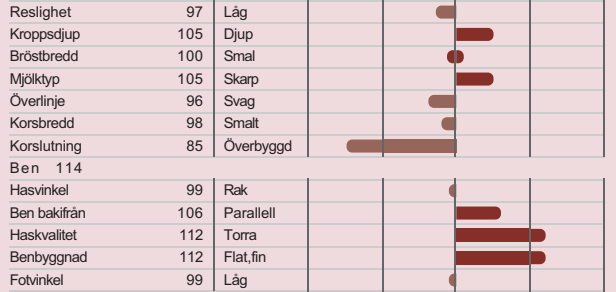 Reslighet 97 Låg
Kroppsdjup 105 Djup
Bröstbredd 100 Smal
Mjölktyp 105 Skarp
Överlinje 96 Svag
Korsbredd 98 Smalt
Korslutning 85 Överbyggd
Ben 114
Hasvinkel 99 Rak
Ben bakifrån 106 Parallell
Haskvalitet 112 Torra
Benbyggnad 112 Flat,fin
Fotvinkel 99 Låg